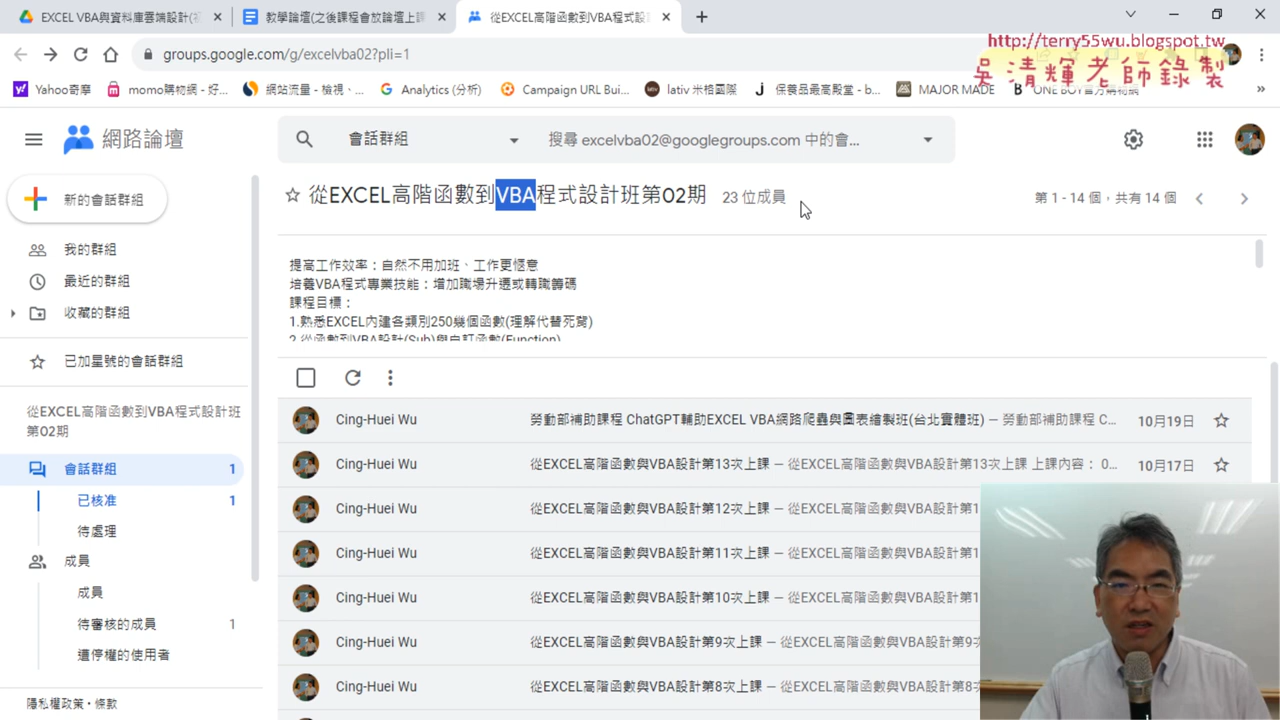 EXCEL VBA與資料庫雲端設計(初
教學論壇(之後課程會放論壇上課
從EXCEL高階函數到VBA程式設計
groups.google.com/g/excelvba02?pli=1
http://terry55wu.blogspot.tw
吳清輝老師錄製
Yahoo奇摩
momo購物網 - 好...
網站流量 - 檢視、...
Analytics (分析)
Campaign URL Bui...
lativ 米格國際
保養品最高殿堂 - b...
MAJOR MADE
ONE BOY官方購物網
網路論壇
會話群組
搜尋 excelvba02@googlegroups.com 中的會...
新的會話群組
我的群組
最近的群組
收藏的群組
已加星號的會話群組
從EXCEL高階函數到VBA程式設計班
第02期
會話群組 1
已核准 1
待處理
成員
成員
待審核的成員 1
遭停權的使用者
隱私權政策 • 條款
從EXCEL高階函數到VBA程式設計班第02期 23 位成員
第 1 - 14 個，共有 14 個
提高工作效率：自然不用加班、工作更愜意
培養VBA程式專業技能：增加職場升遷或轉職籌碼
課程目標：
1.熟悉EXCEL內建各類別250幾個函數(理解代替死背)
2.從函數到VBA設計(Sub)與自訂函數(Function)
Cing-Huei Wu 勞動部補助課程 ChatGPT輔助EXCEL VBA網路爬蟲與圖表繪製班(台北實體班) – 勞動部補助課程 C... 10月19日
Cing-Huei Wu 從EXCEL高階函數與VBA設計第13次上課 – 從EXCEL高階函數與VBA設計第13次上課 上課內容： 0... 10月17日
Cing-Huei Wu 從EXCEL高階函數與VBA設計第12次上課 – 從EXCEL高階函數與VBA設計第1
Cing-Huei Wu 從EXCEL高階函數與VBA設計第11次上課 – 從EXCEL高階函數與VBA設計第1
Cing-Huei Wu 從EXCEL高階函數與VBA設計第10次上課 – 從EXCEL高階函數與VBA設計第1
Cing-Huei Wu 從EXCEL高階函數與VBA設計第9次上課 – 從EXCEL高階函數與VBA設計第9次
Cing-Huei Wu 從EXCEL高階函數與VBA設計第8次上課 – 從EXCEL高階函數與VBA設計第8次